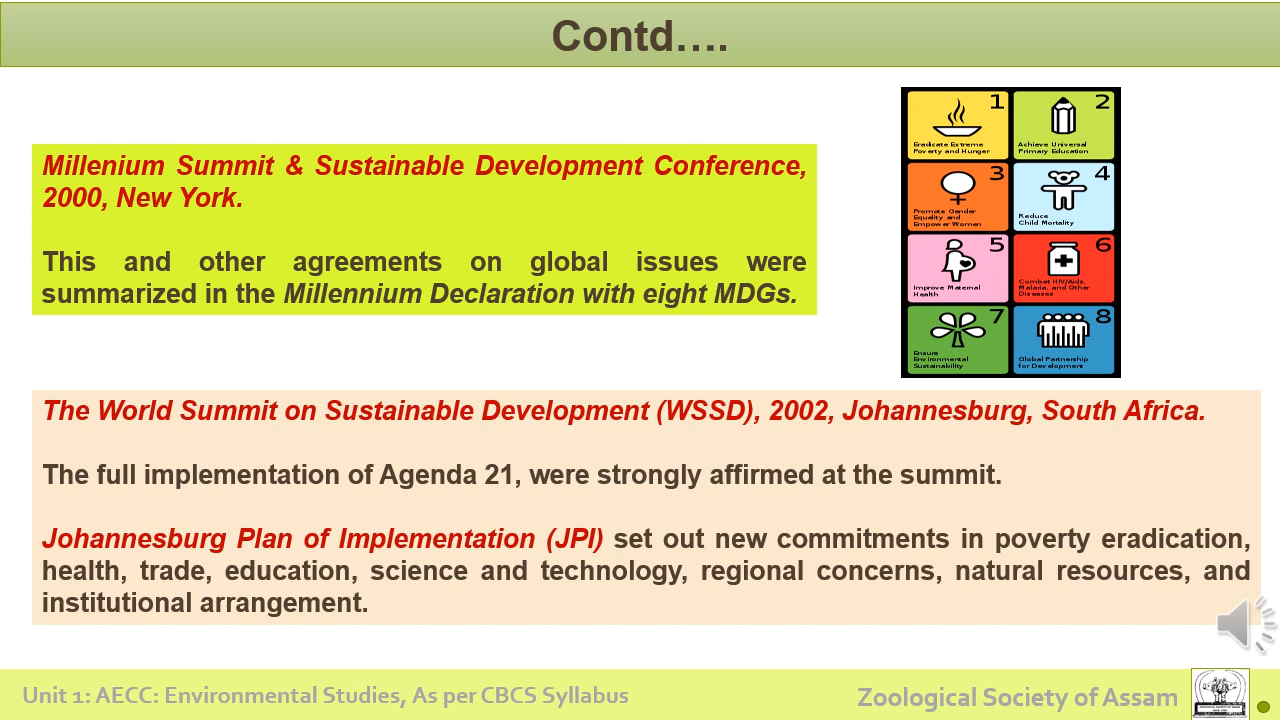 Contd….
Millenium Summit & Sustainable Development Conference,
2000, New York.
This and other agreements on global issues were
summarized in the Millennium Declaration with eight MDGs.
1
Eradicate Extreme
Poverty and Hunger
2
Achieve Universal
Primary Education
3
Promote Gender
Equality and
Empower Women
4
Reduce
Child Mortality
5
Improve Maternal
Health
6
Combat HIV/Aids,
Malaria, and Other
Diseases
7
Ensure
Environmental
Sustainability
8
Global Partnership
for Development
The World Summit on Sustainable Development (WSSD), 2002, Johannesburg, South Africa.
The full implementation of Agenda 21, were strongly affirmed at the summit.
Johannesburg Plan of Implementation (JPI) set out new commitments in poverty eradication,
health, trade, education, science and technology, regional concerns, natural resources, and
institutional arrangement.
Unit 1: AECC: Environmental Studies, As per CBCS Syllabus
Zoological Society of Assam